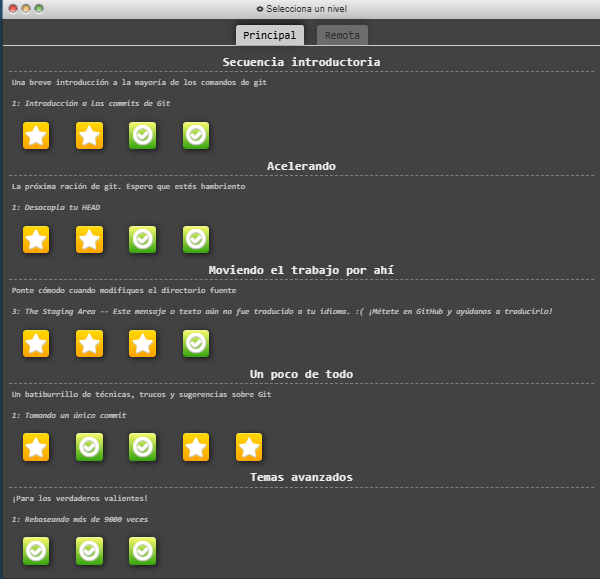 Selecciona un nivel
Principal Remota
Secuencia introductoria
Una breve introducción a la mayoría de los comandos de git
1: Introducción a los commits de Git
Acelerando
La próxima ración de git. Espero que estés hambriento
1: Desacopla tu HEAD
Moviendo el trabajo por ahí
Ponte cómodo cuando modifiques el directorio fuente
3: The Staging Area -- Este mensaje o texto aún no fue traducido a tu idioma. :( ¡Métete en GitHub y ayúdanos a traducirlo!
Un poco de todo
Un batiburrillo de técnicas, trucos y sugerencias sobre Git
1: Tomando un único commit
Temas avanzados
¡Para los verdaderos valientes!
1: Rebaseando más de 9000 veces